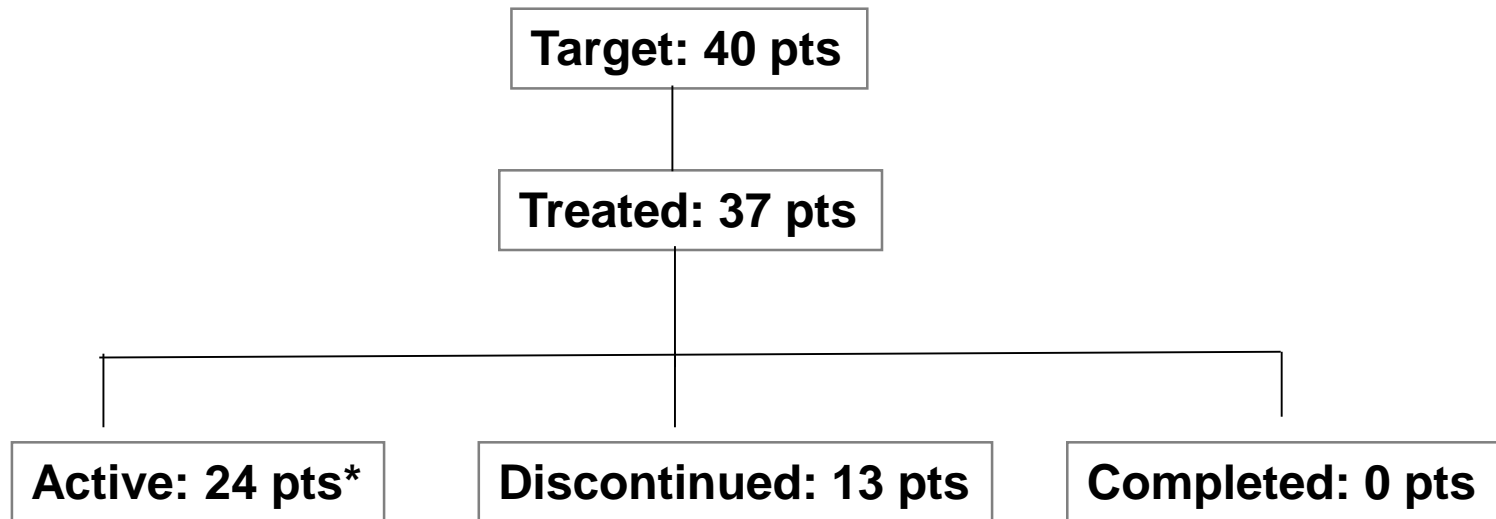 Target: 40 pts
Treated: 37 pts
Active: 24 pts*
Discontinued: 13 pts
Completed: 0 pts